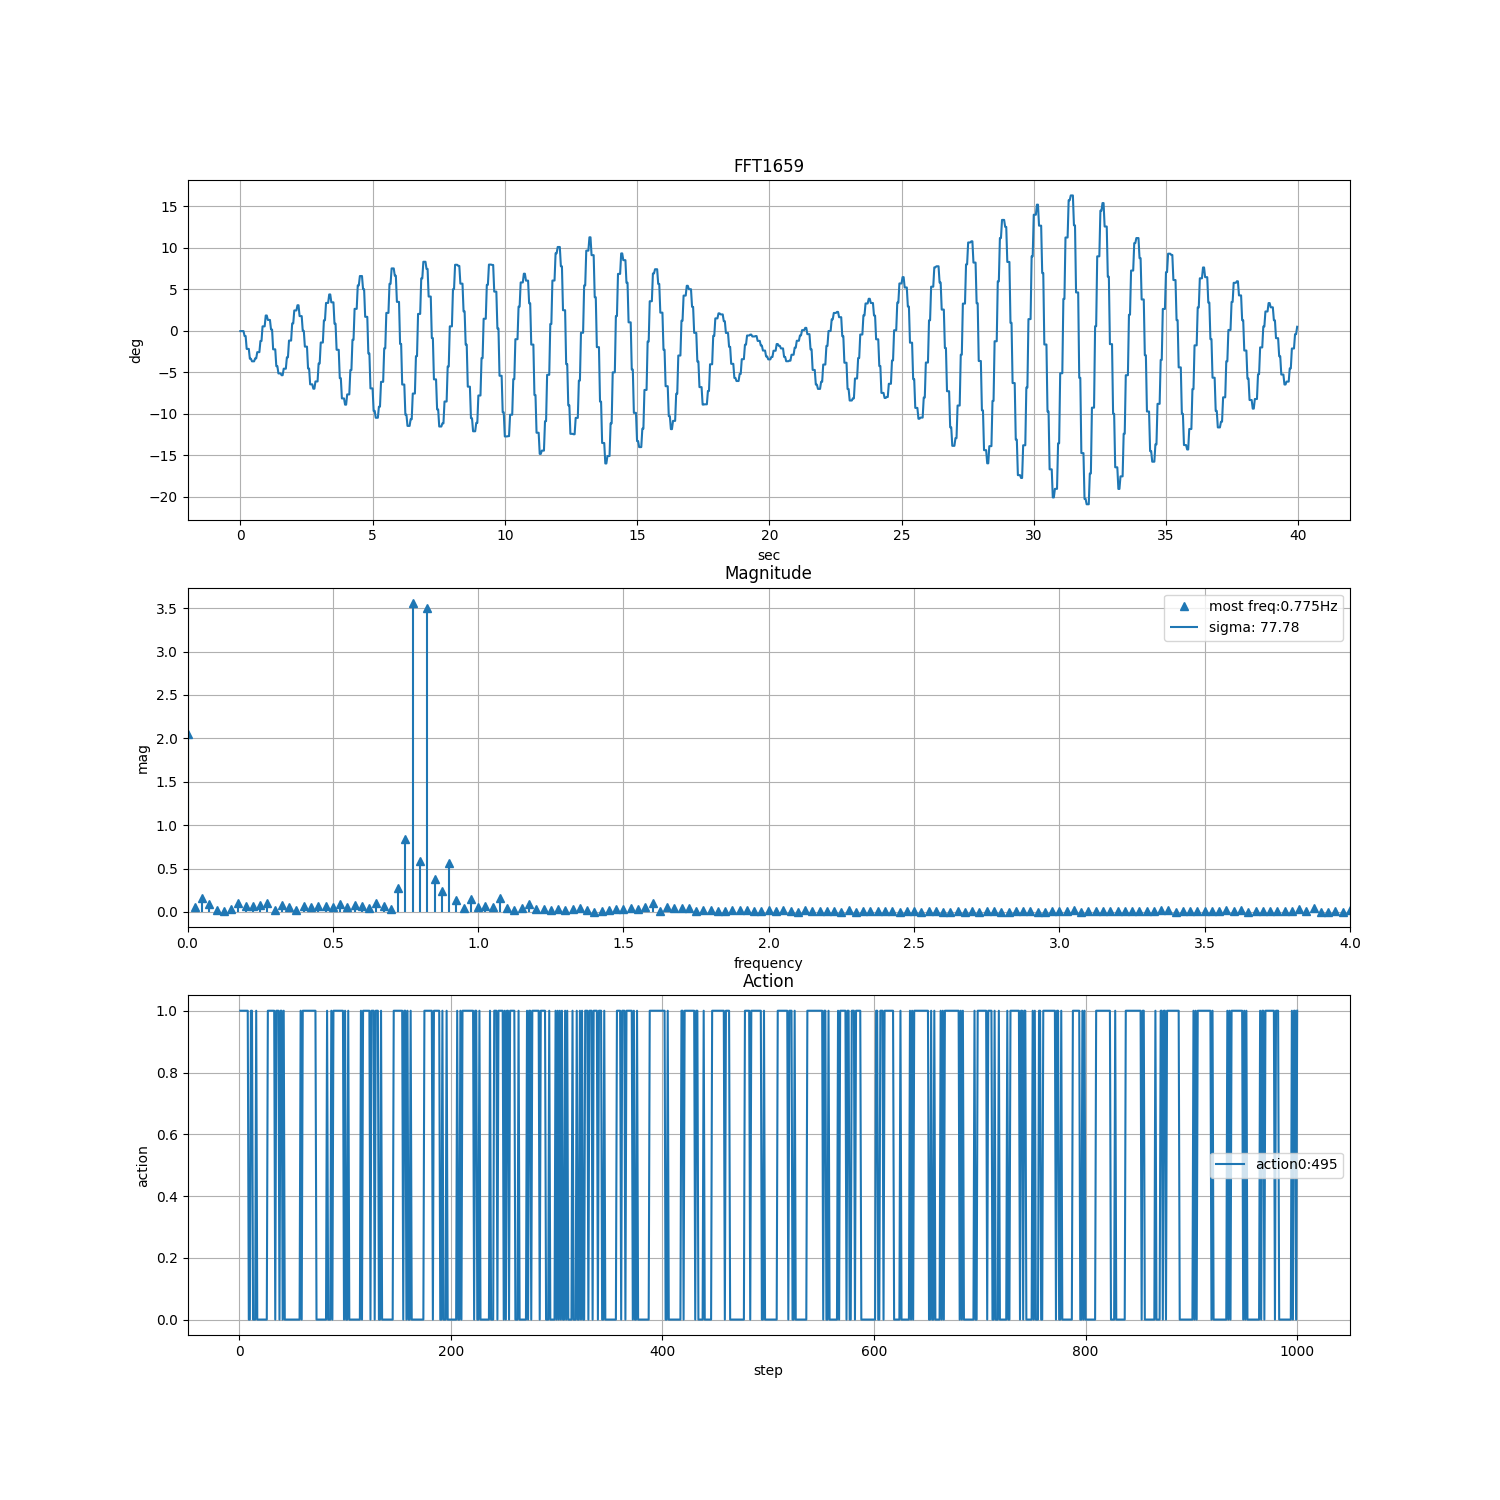 FFT1659
15
10
5
0
−5
−10
−15
−20
deg
0 5 10 15 20 25 30 35 40
sec
Magnitude
3.5
3.0
2.5
2.0
1.5
1.0
0.5
0.0
mag
most freq:0.775Hz
sigma: 77.78
0.0 0.5 1.0 1.5 2.0 2.5 3.0 3.5 4.0
frequency
Action
1.0
0.8
0.6
0.4
0.2
0.0
action
action0:495
0 200 400 600 800 1000
step